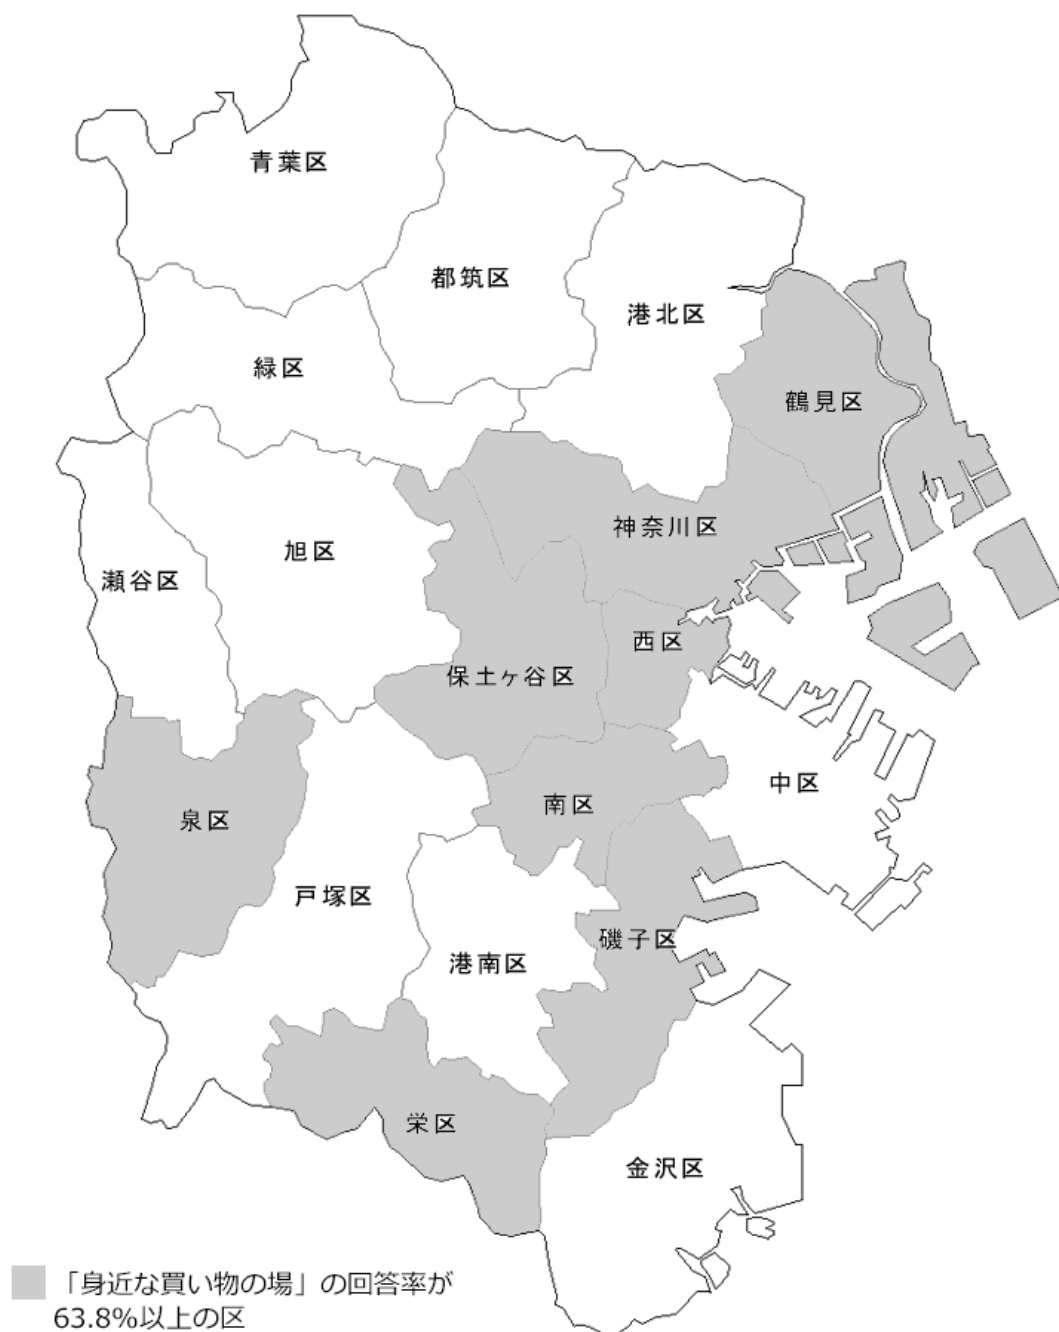 青葉区
都筑区
港北区
緑区
鶴見区
神奈川区
旭区
瀬谷区
西区
保土ヶ谷区
中区
南区
泉区
戸塚区
磯子区
港南区
栄区
金沢区
「身近な買い物の場」の回答率が
63.8%以上の区